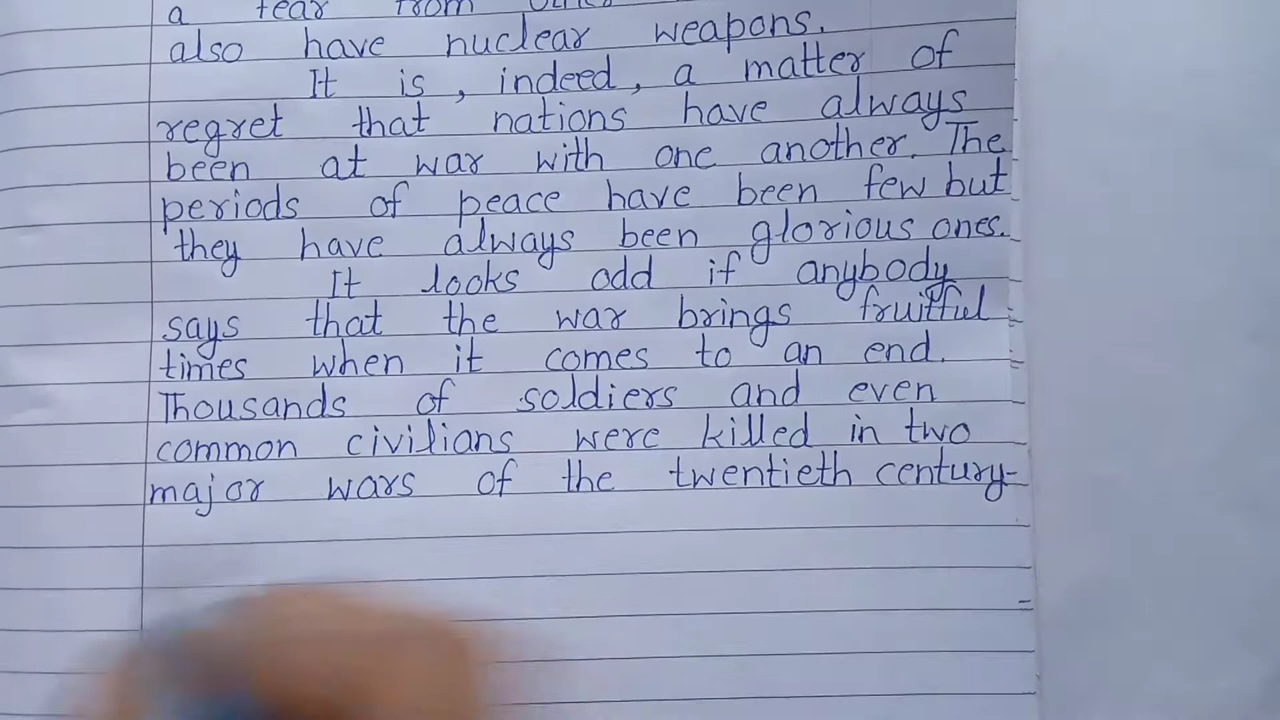 a fear from
also have nuclear weapons.
It is, indeed, a matter of
regret that nations have always
been at war with one another. The
periods of peace have been few but
they have always been glorious ones.
It looks odd if anybody
says that the war brings fruitful
times when it comes to an end.
Thousands of soldiers and even
common civilians were killed in two
major wars of the twentieth century-